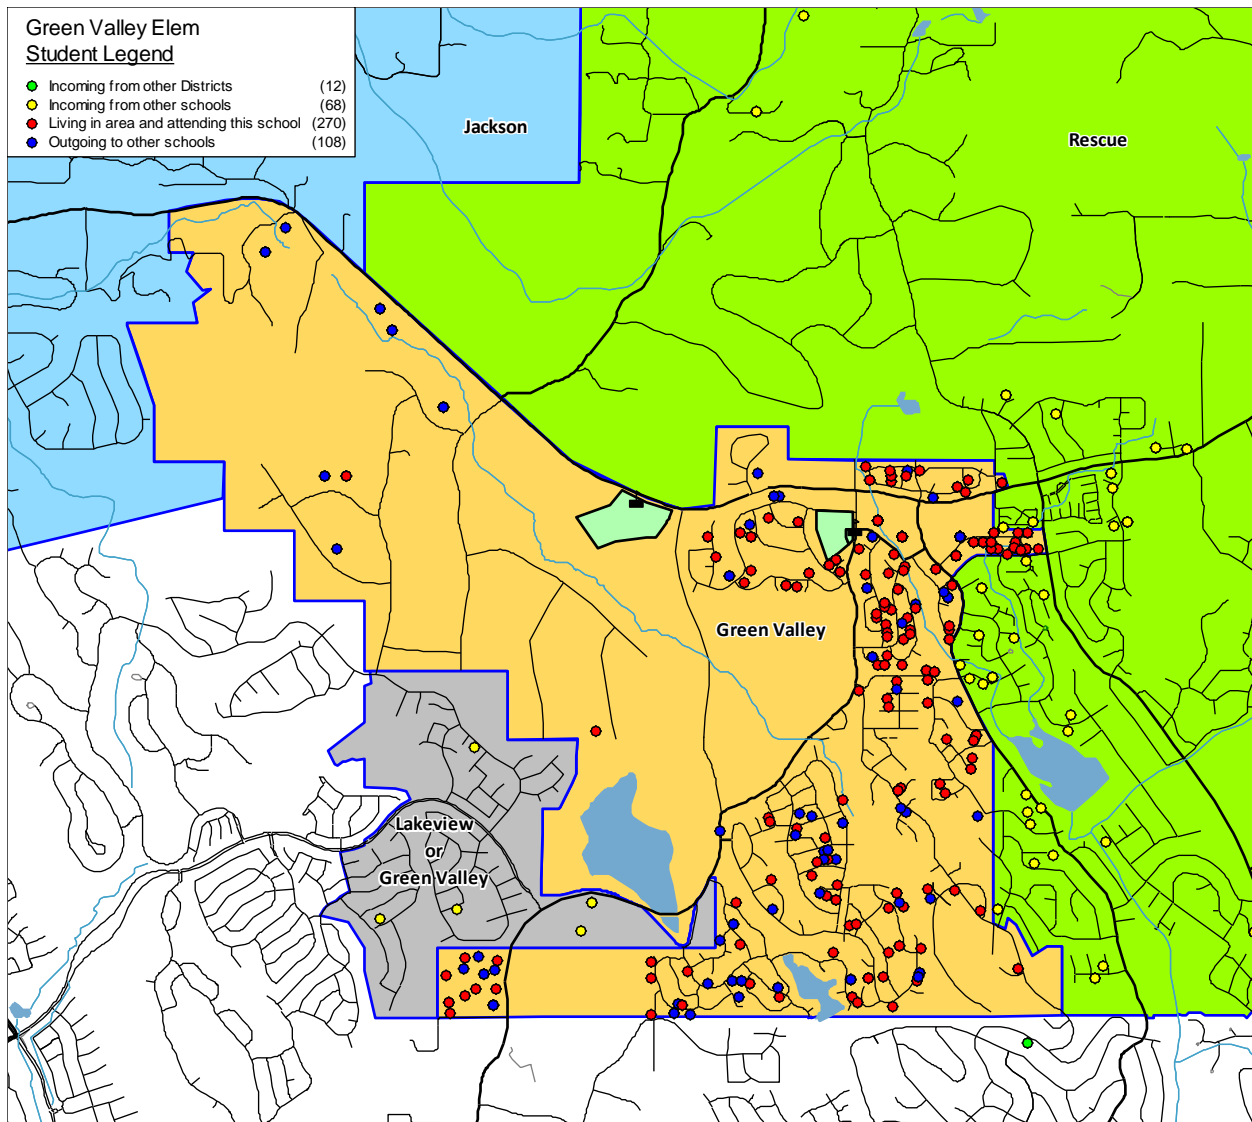 Green Valley Elem
Student Legend
Incoming from other Districts (12)
Incoming from other schools (68)
Living in area and attending this school (270)
Outgoing to other schools (108)
Jackson
Rescue
Green Valley
Lakeview
or
Green Valley